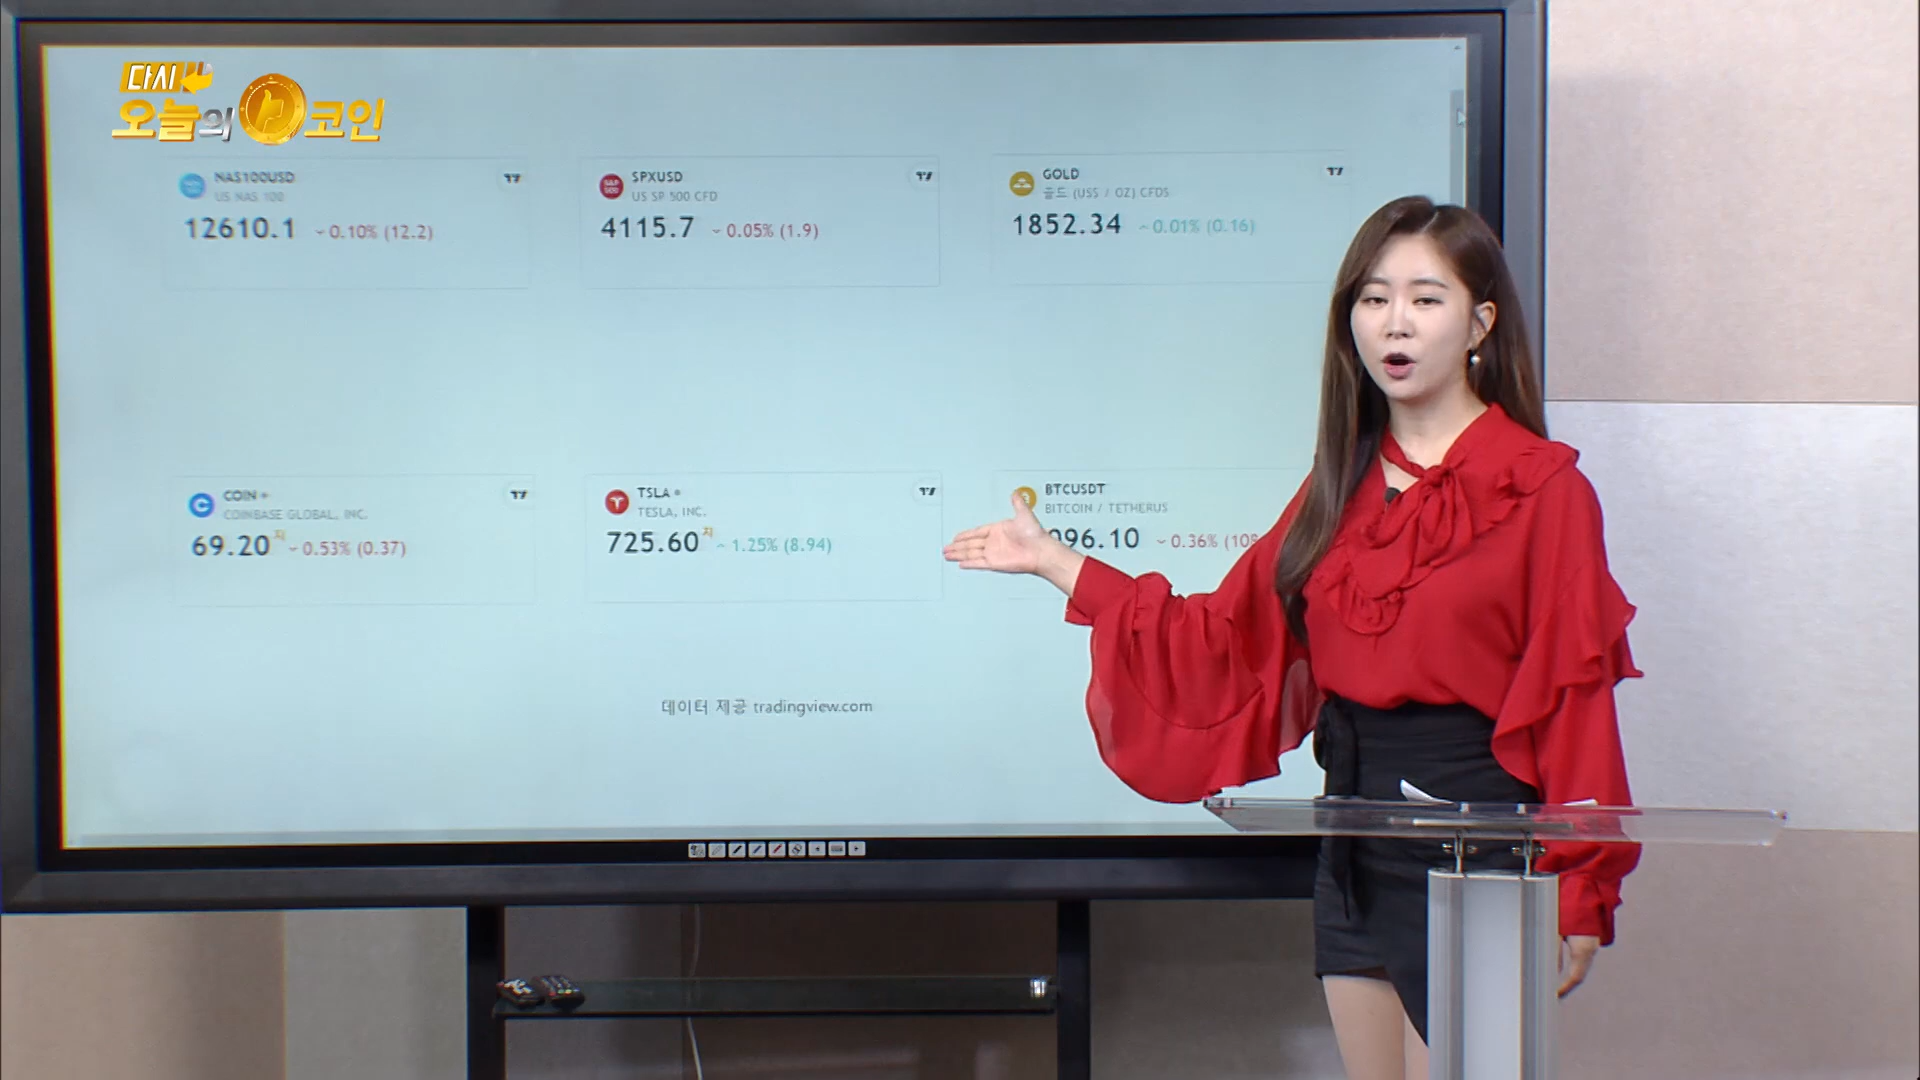 다시
오늘의 코인
NAS100USD
US NAS 100
12610.1 0.10% (12.2)
SPXUSD
US SP 500 CFD
4115.7 0.05% (1.9)
GOLD
골드 (US$ / OZ) CFDS
1852.34 0.01% (0.16)
COIN
COINBASE GLOBAL, INC.
69.20 지 0.53% (0.37)
TSLA
TESLA, INC.
725.60 지 1.25% (8.94)
BTCUSDT
BITCOIN / TETHERUS
096.10 0.36% (108
데이터 제공 tradingview.com